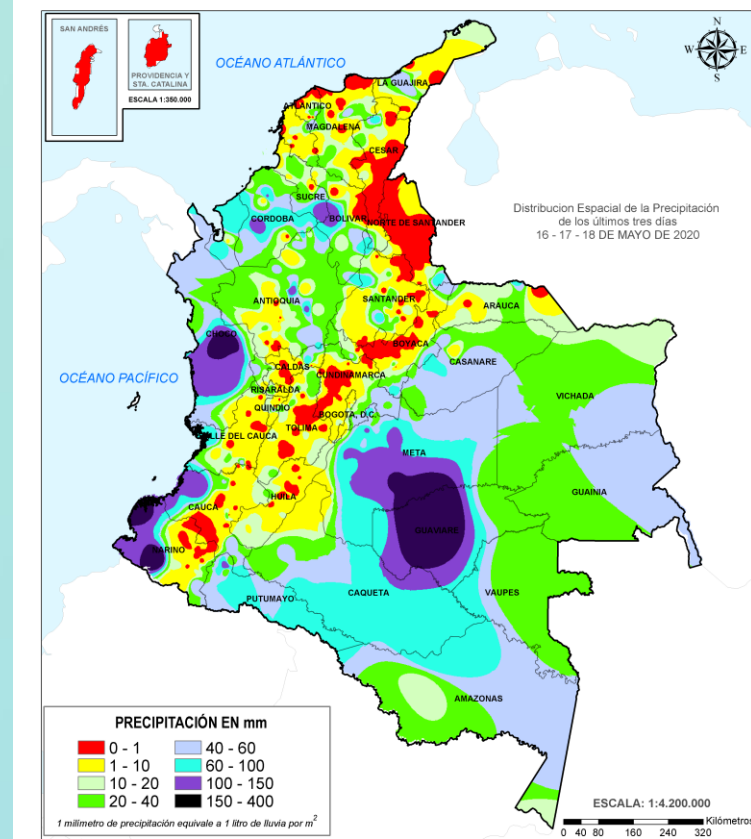 SAN ANDRÉS
PROVIDENCIA Y
STA. CATALINA
ESCALA 1:350.000
OCÉANO ATLÁNTICO
N
W E
S
LA GUAJIRA
ATLÁNTICO
MAGDALENA
CESAR
SUCRE
CORDOBA
BOLIVAR
NORTE DE SANTANDER
Distribucion Espacial de la Precipitación
de los últimos tres días
16 - 17 - 18 DE MAYO DE 2020
ANTIOQUIA
SANTANDER
ARAUCA
CHOCO
BOYACA
CASANARE
OCÉANO PACÍFICO
CALDAS
CUNDINAMARCA
RISARALDA
VICHADA
QUINDIO
BOGOTA, D.C.
TOLIMA
VALLE DEL CAUCA
META
GUAINIA
HUILA
CAUCA
GUAVIARE
NARIÑO
PUTUMAYO
CAQUETA
VAUPES
AMAZONAS
PRECIPITACIÓN EN mm
0 - 1
40 - 60
1 - 10
60 - 100
10 - 20
100 - 150
20 - 40
150 - 400
1 milímetro de precipitación equivale a 1 litro de lluvia por m²
ESCALA: 1:4.200.000
Kilómetros
0 40 80 160 240 320